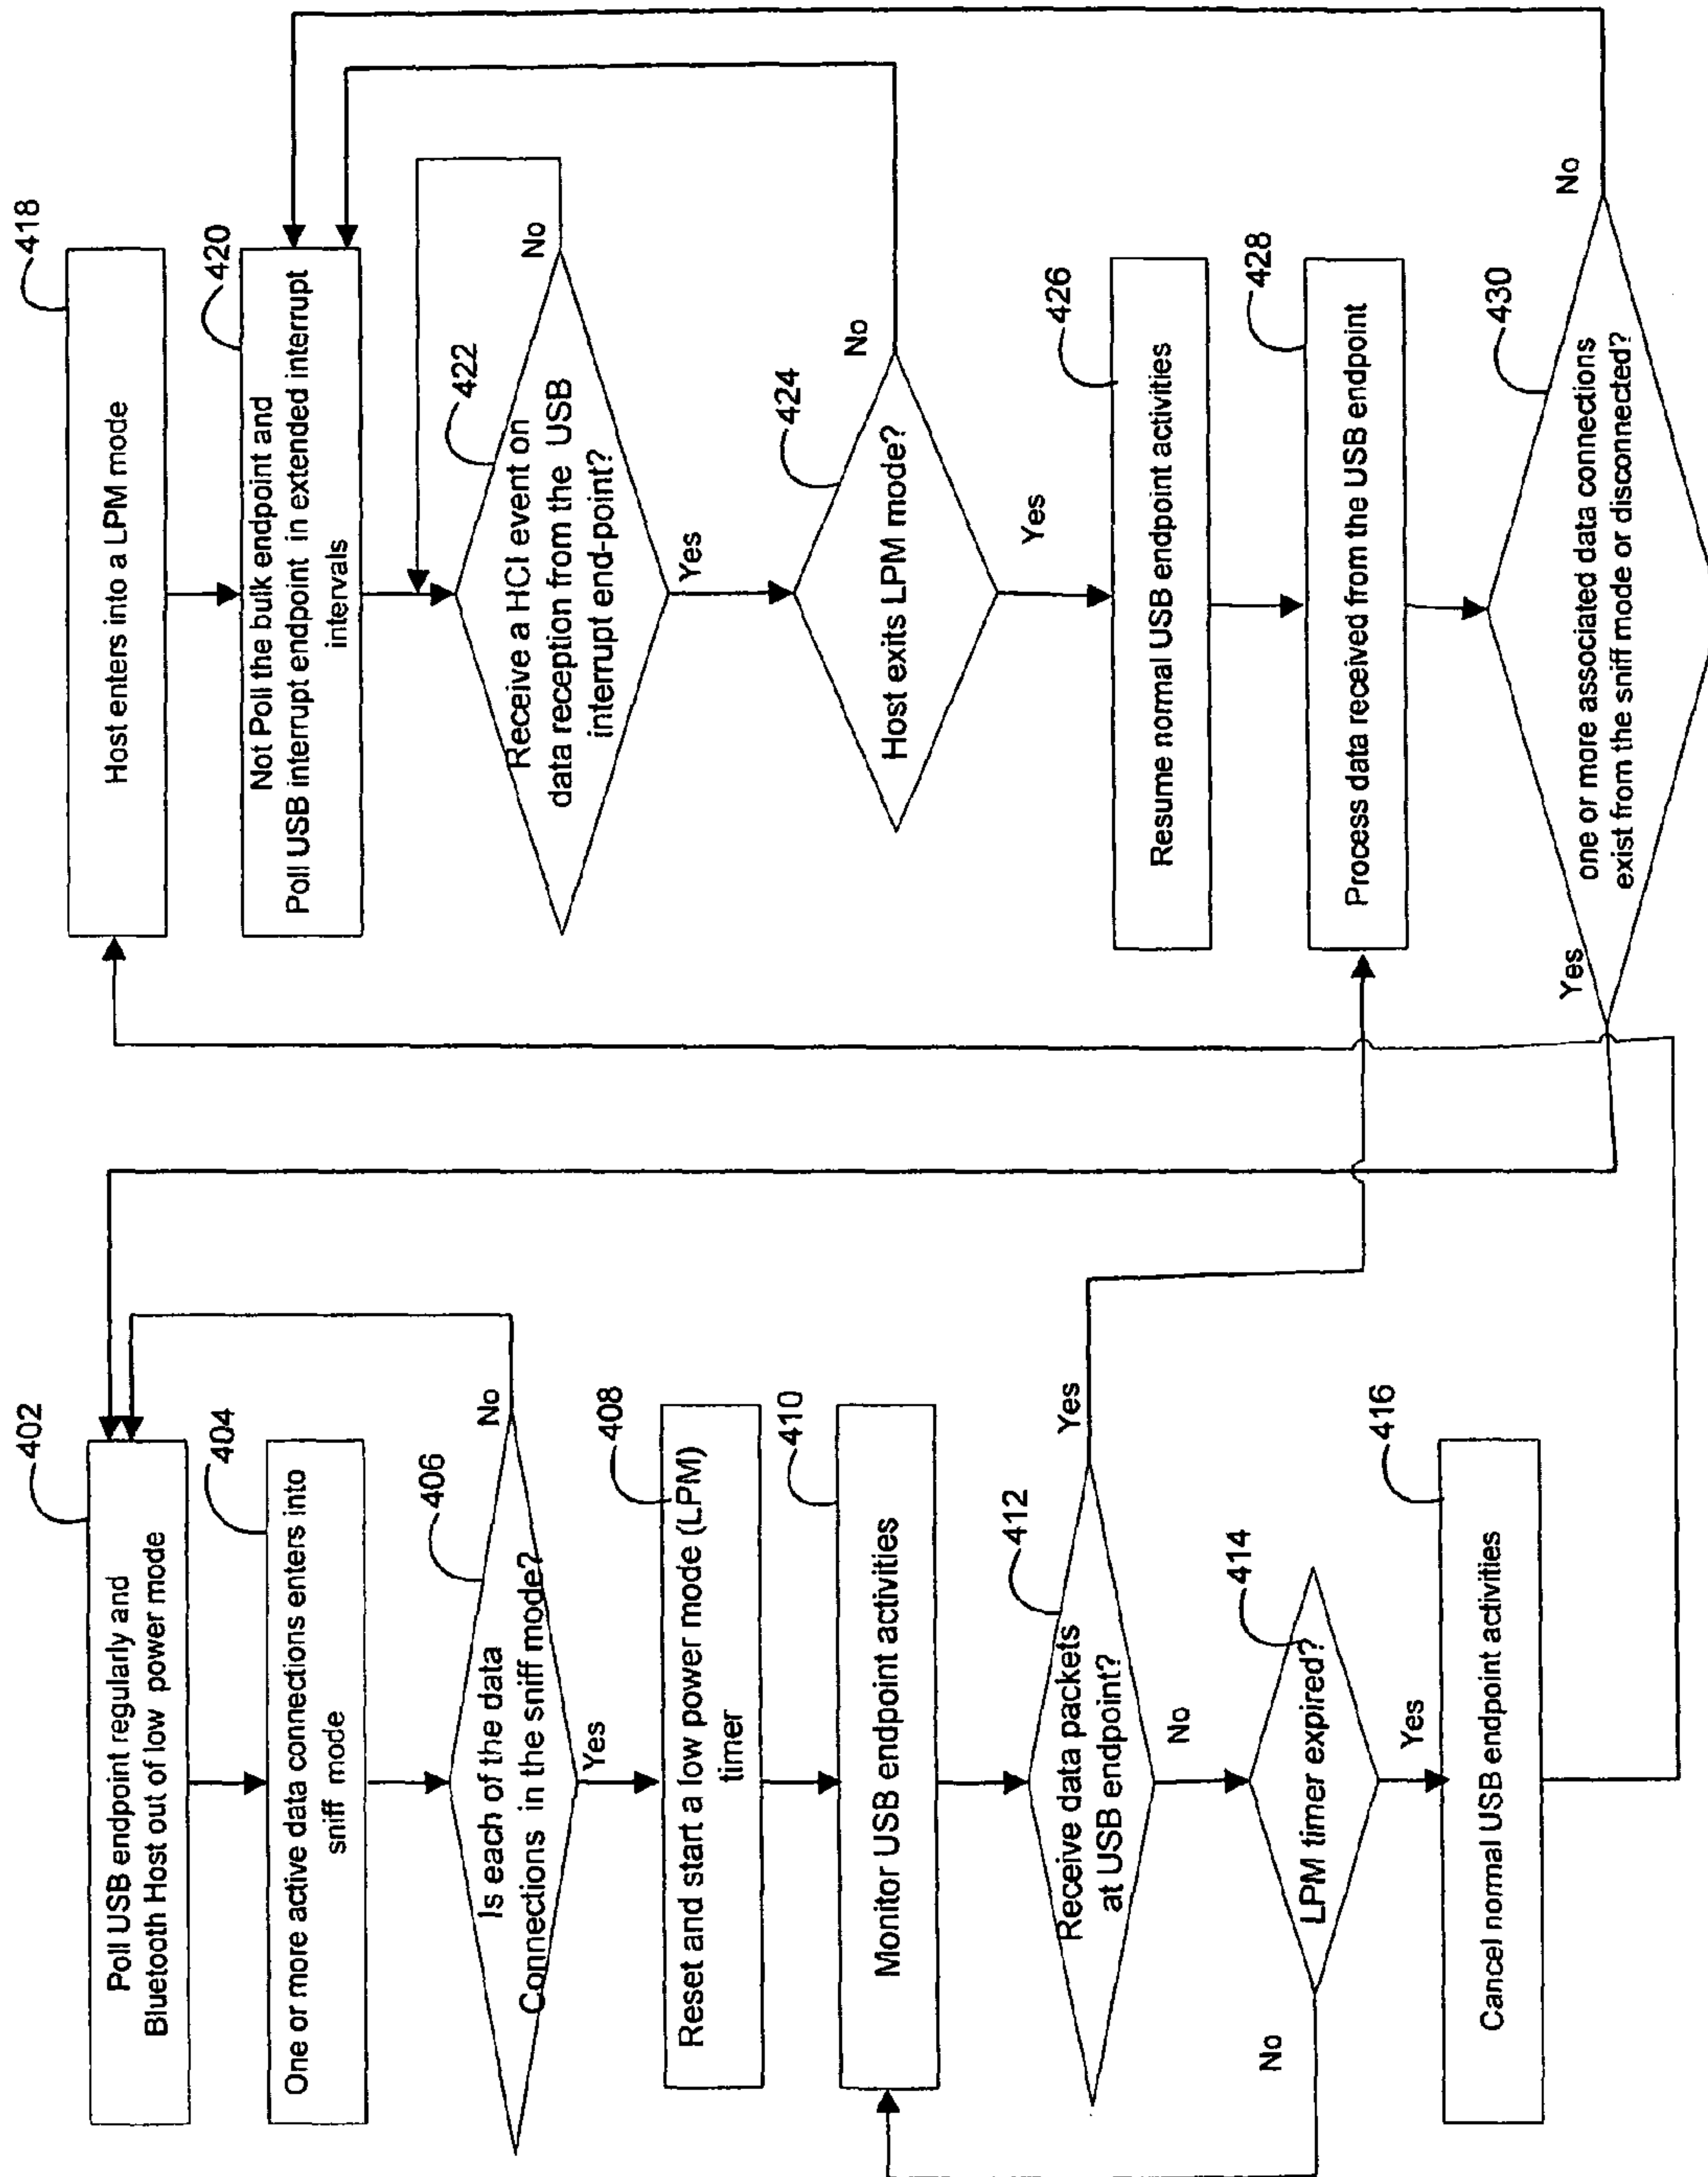 402
Poll USB endpoint regularly and
Bluetooth Host out of low power mode
404
One or more active data connections enters into
sniff mode
406
Is each of the data
Connections in the sniff mode?
No
Yes
408
Reset and start a low power mode (LPM)
timer
410
Monitor USB endpoint activities
412
Receive data packets
at USB endpoint?
Yes
No
414
LPM timer expired?
No
Yes
416
Cancel normal USB endpoint activities
418
Host enters into a LPM mode
420
Not Poll the bulk endpoint and
Poll USB interrupt endpoint in extended interrupt
intervals
422
Receive a HCI event on
data reception from the USB
interrupt end-point?
No
Yes
424
Host exits LPM mode?
No
Yes
426
Resume normal USB endpoint activities
428
Process data received from the USB endpoint
430
one or more associated data connections
exist from the sniff mode or disconnected?
Yes
No